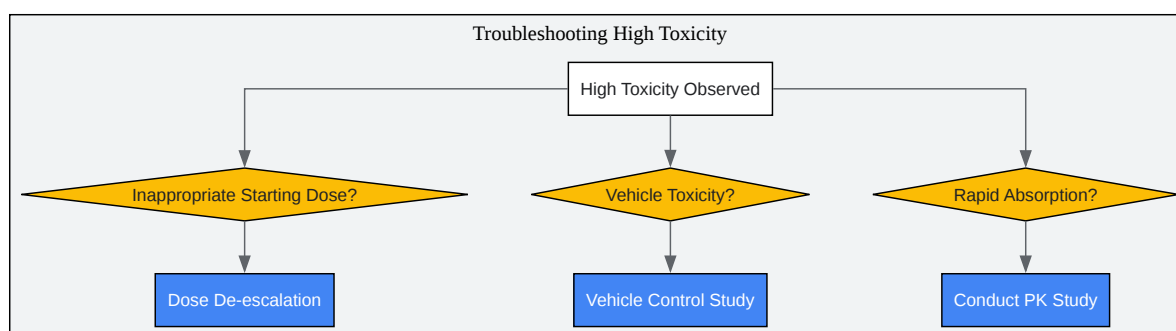 Troubleshooting High Toxicity
High Toxicity Observed
Inappropriate Starting Dose?
Vehicle Toxicity?
Rapid Absorption?
Dose De-escalation
Vehicle Control Study
Conduct PK Study